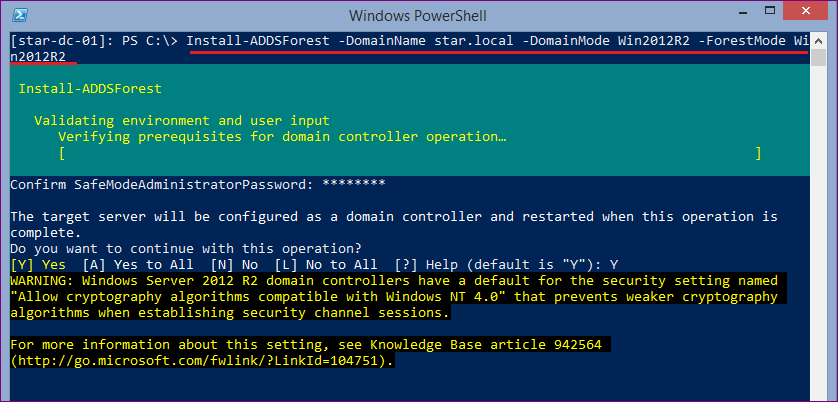 Windows PowerShell
[star-dc-01]: PS C:\> Install-ADDSForest -DomainName star.local -DomainMode Win2012R2 -ForestMode Wi
n2012R2
Install-ADDSForest
Validating environment and user input
Verifying prerequisites for domain controller operation…
[ ]
Confirm SafeModeAdministratorPassword: ********
The target server will be configured as a domain controller and restarted when this operation is
complete.
Do you want to continue with this operation?
[Y] Yes  [A] Yes to All  [N] No  [L] No to All  [?] Help (default is "Y"): Y
WARNING: Windows Server 2012 R2 domain controllers have a default for the security setting named
"Allow cryptography algorithms compatible with Windows NT 4.0" that prevents weaker cryptography
algorithms when establishing security channel sessions.
For more information about this setting, see Knowledge Base article 942564
(http://go.microsoft.com/fwlink/?LinkId=104751).